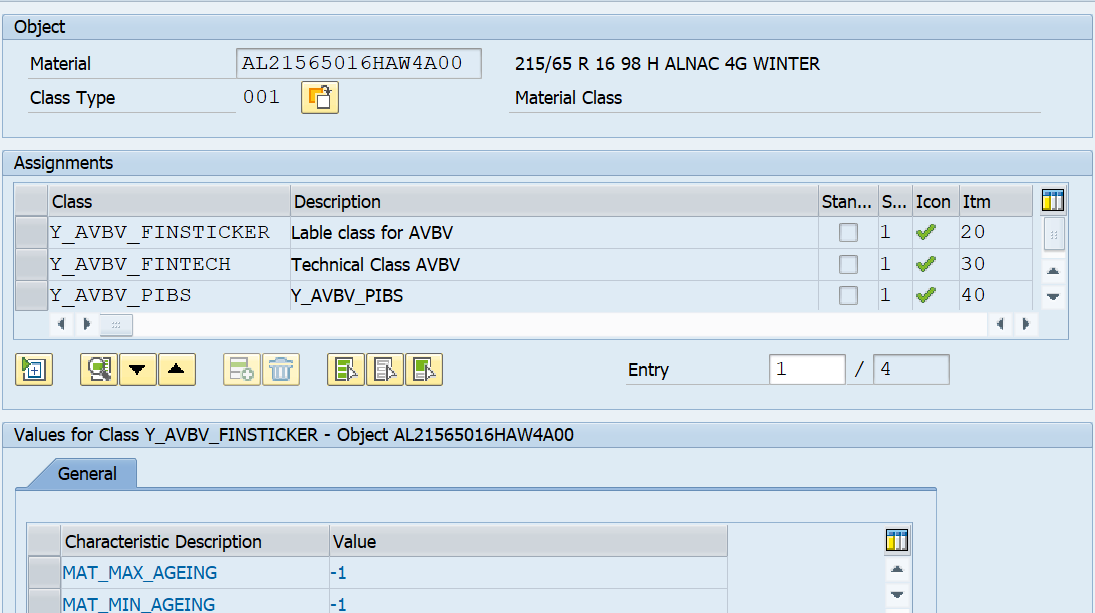 Object
Material AL21565016HAW4A00 215/65 R 16 98 H ALNAC 4G WINTER
Class Type 001 Material Class
Assignments
Class Description Stan... S... Icon Itm
Y_AVBV_FINSTICKER Lable class for AVBV 1 20
Y_AVBV_FINTECH Technical Class AVBV 1 30
Y_AVBV_PIBS Y_AVBV_PIBS 1 40
Entry 1 / 4
Values for Class Y_AVBV_FINSTICKER - Object AL21565016HAW4A00
General
Characteristic Description Value
MAT_MAX_AGEING -1
MAT_MIN_AGEING -1